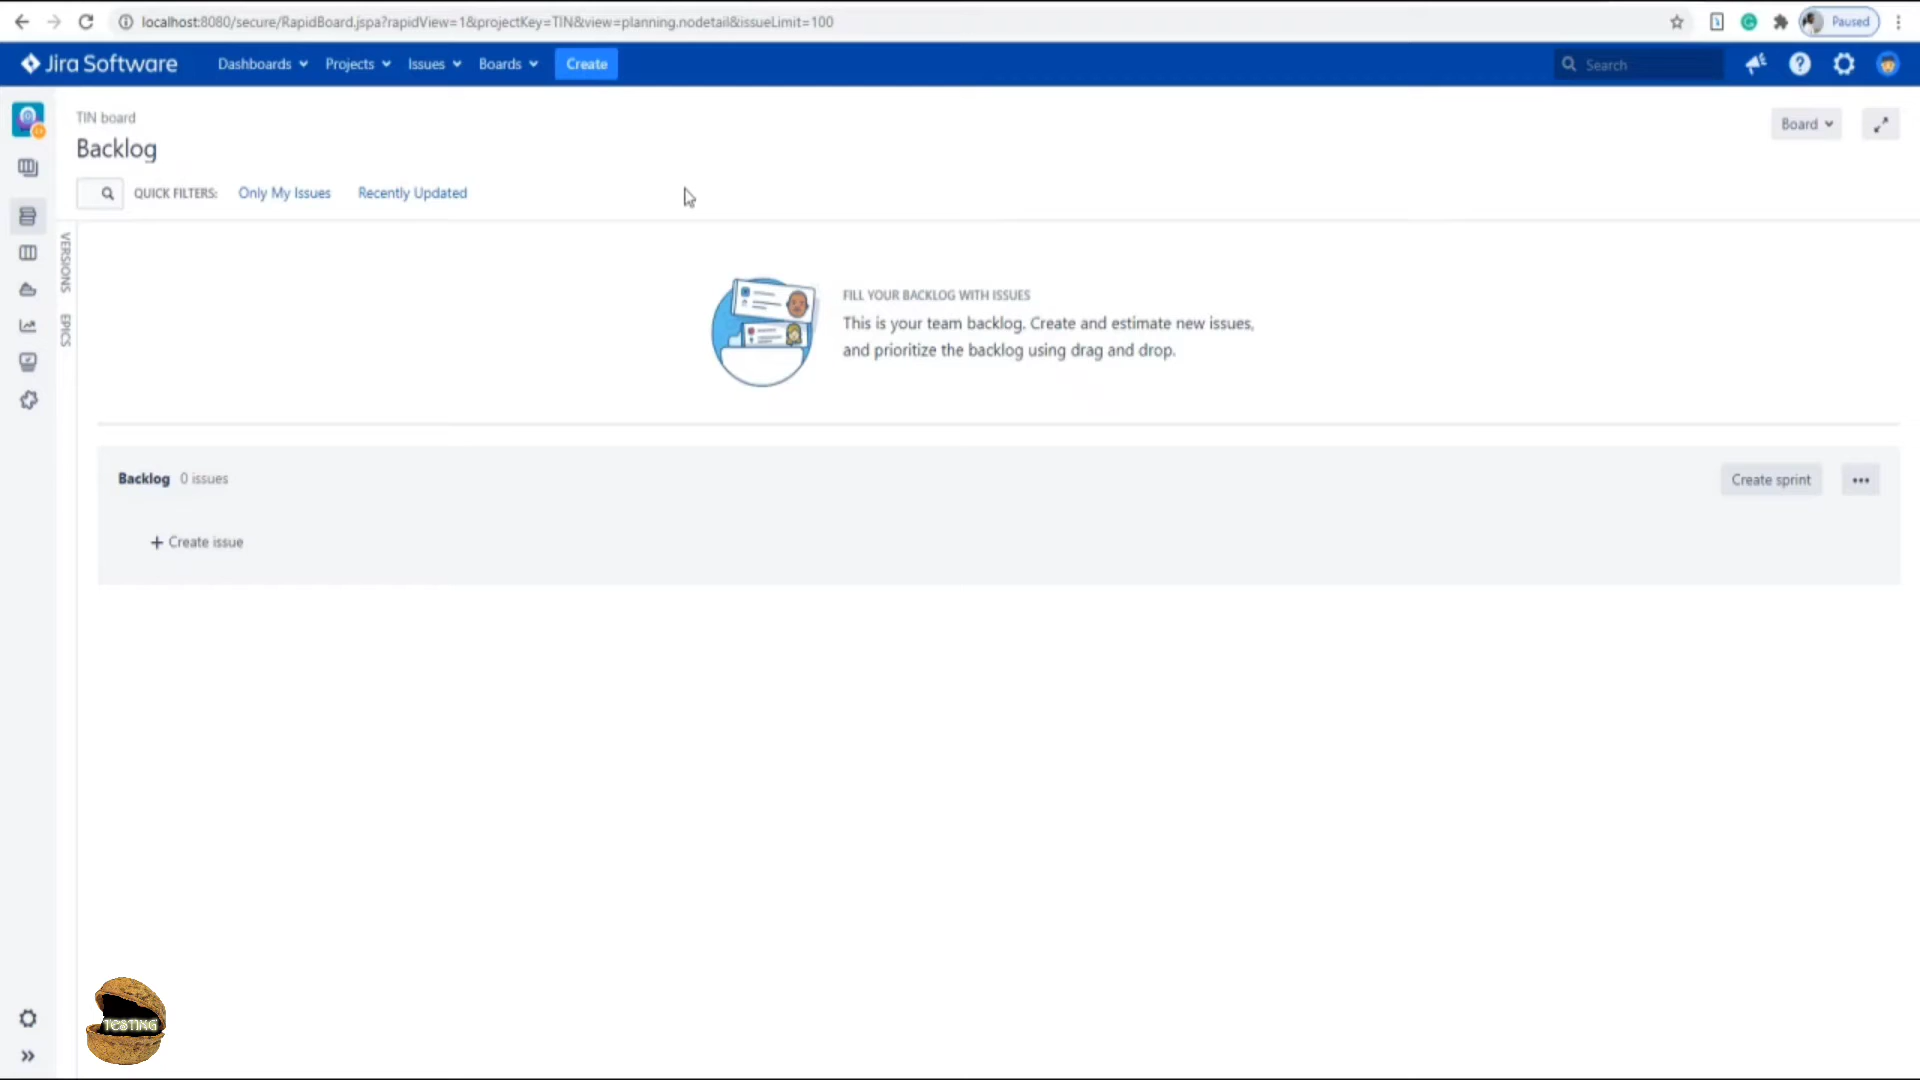 localhost:8080/secure/RapidBoard.jspa?rapidView=1&projectKey=TIN&view=planning.nodetail&issueLimit=100
Paused
Jira Software
Dashboards
Projects
Issues
Boards
Create
Search
TIN board
Board
Backlog
QUICK FILTERS:
Only My Issues
Recently Updated
VERSIONS
EPICS
FILL YOUR BACKLOG WITH ISSUES
This is your team backlog. Create and estimate new issues,
and prioritize the backlog using drag and drop.
Backlog 0 issues
Create sprint
+ Create issue
TESTING